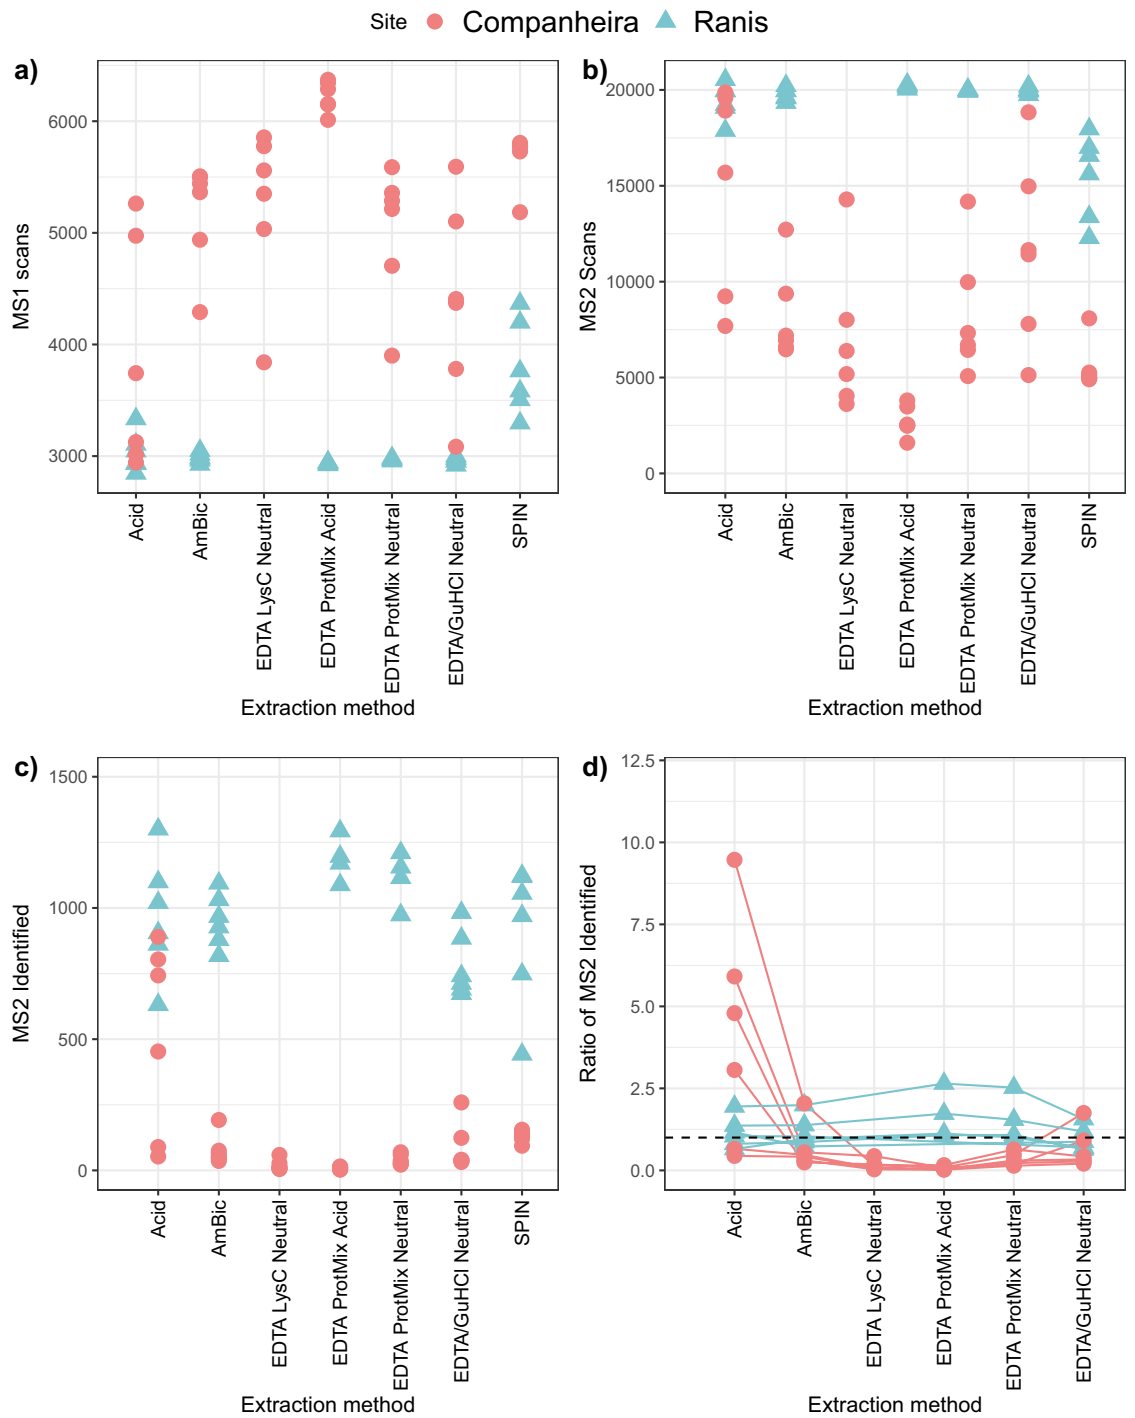 Site Companheira Ranis
a)
MS1 scans
6000
5000
4000
3000
Acid
AmBic
EDTA LysC Neutral
EDTA ProtMix Acid
EDTA ProtMix Neutral
EDTA/GuHCl Neutral
SPIN
Extraction method
b)
MS2 Scans
20000
15000
10000
5000
0
Acid
AmBic
EDTA LysC Neutral
EDTA ProtMix Acid
EDTA ProtMix Neutral
EDTA/GuHCl Neutral
SPIN
Extraction method
c)
MS2 Identified
1500
1000
500
0
Acid
AmBic
EDTA LysC Neutral
EDTA ProtMix Acid
EDTA ProtMix Neutral
EDTA/GuHCl Neutral
SPIN
Extraction method
d)
Ratio of MS2 Identified
12.5
10.0
7.5
5.0
2.5
0.0
Acid
AmBic
EDTA LysC Neutral
EDTA ProtMix Acid
EDTA ProtMix Neutral
EDTA/GuHCl Neutral
Extraction method